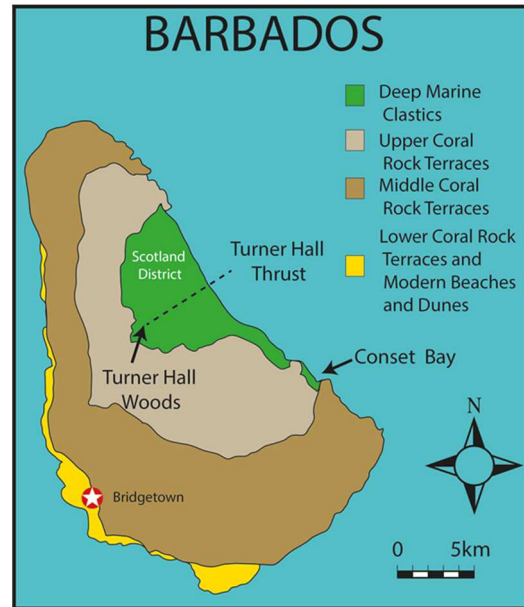 BARBADOS
Deep Marine
Clastics
Upper Coral
Rock Terraces
Middle Coral
Rock Terraces
Lower Coral Rock
Terraces and
Modern Beaches
and Dunes
Scotland
District
Turner Hall
Thrust
Conset Bay
Turner Hall
Woods
Bridgetown
N
0 5km